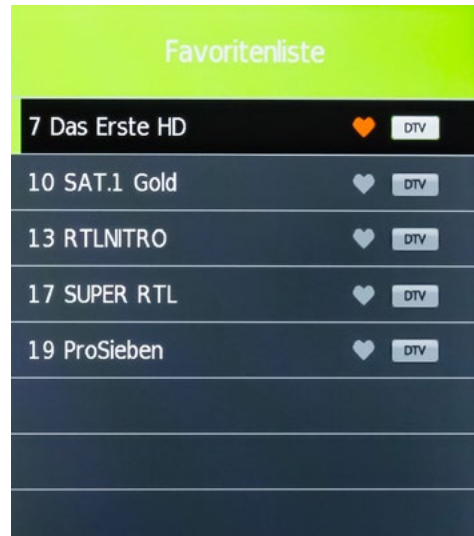 Favoritenliste
7 Das Erste HD DTV
10 SAT.1 Gold DTV
13 RTLNITRO DTV
17 SUPER RTL DTV
19 ProSieben DTV